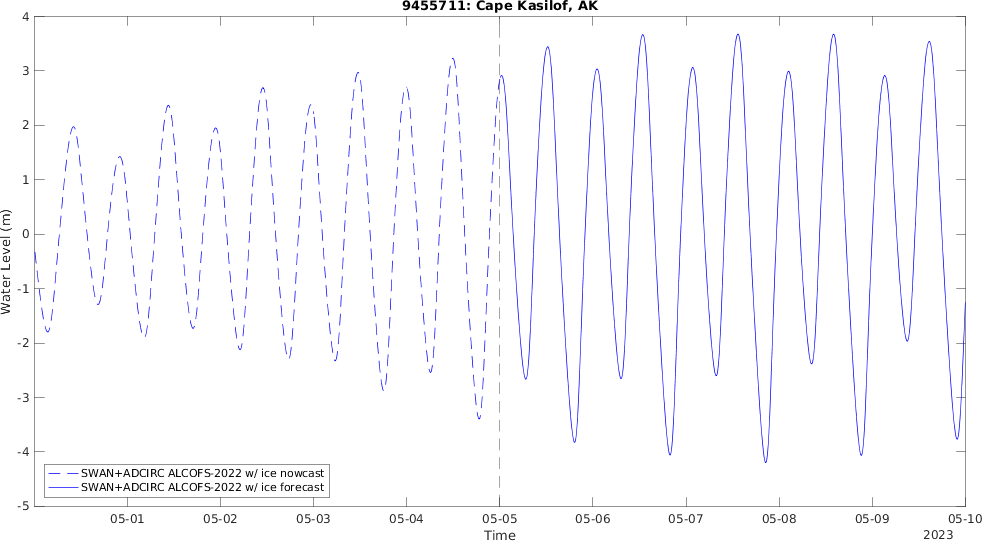 9455711: Cape Kasilof, AK
4
3
2
1
0
-1
-2
-3
-4
-5
Water Level (m)
SWAN+ADCIRC ALCOFS-2022 w/ ice nowcast
SWAN+ADCIRC ALCOFS-2022 w/ ice forecast
05-01 05-02 05-03 05-04 05-05 05-06 05-07 05-08 05-09 05-10
Time
2023